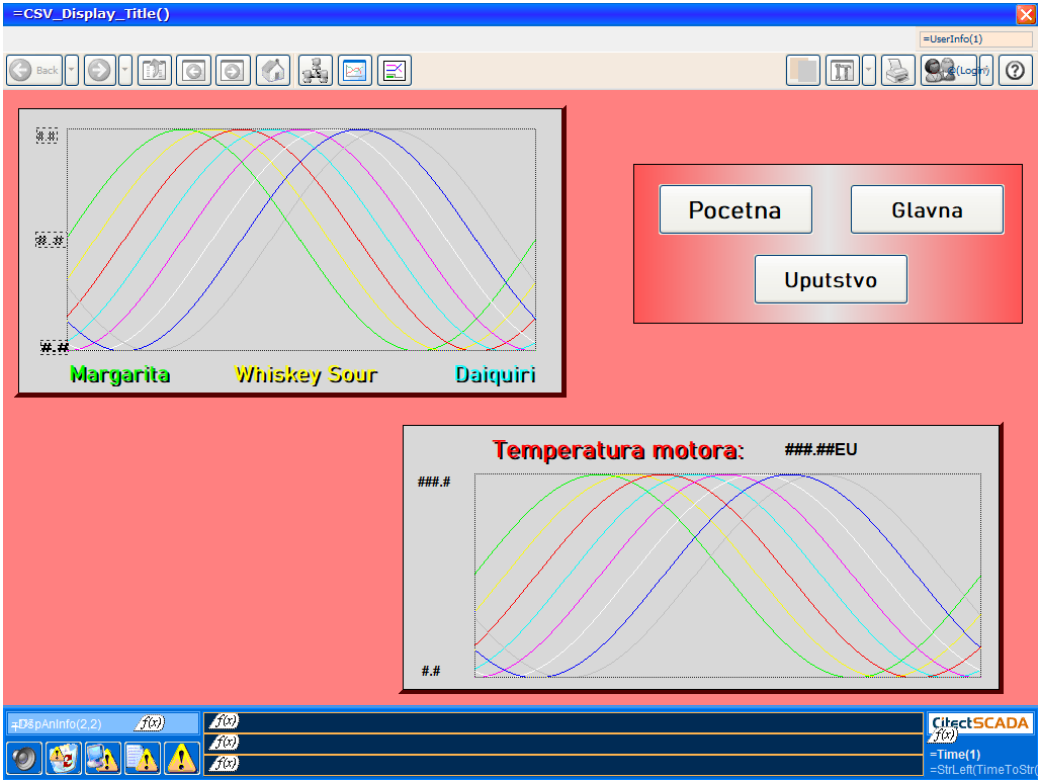 =CSV_Display_Title()
=UserInfo(1)
Back
(Login)
#.#
#.#
#.#
Margarita Whiskey Sour Daiquiri
Pocetna Glavna
Uputstvo
Temperatura motora: ###.##EU
###.#
#.#
DspAnInfo(2,2) f(x) f(x)
f(x)
f(x)
CitectSCADA
f(x)
=Time(1)
=StrLeft(TimeToStr(